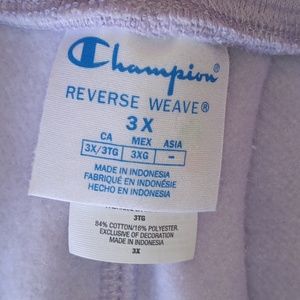 Champion
REVERSE WEAVE®
3X
CA MEX ASIA
3X/3TG 3XG –
MADE IN INDONESIA
FABRIQUÉ EN INDONÉSIE
HECHO EN INDONESIA
3TG
84% COTTON/16% POLYESTER,
EXCLUSIVE OF DECORATION
MADE IN INDONESIA
3X